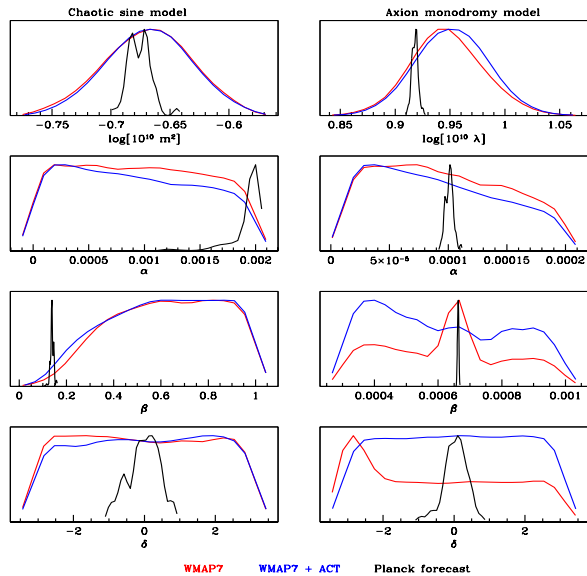 Chaotic sine model Axion monodromy model
−0.75 −0.7 −0.65 −0.6 0.85 0.9 0.95 1 1.05
log[10¹⁰ m²] log[10¹⁰ λ]
0 0.0005 0.001 0.0015 0.002 0 5×10⁻⁵ 0.0001 0.00015 0.0002
α α
0 0.2 0.4 0.6 0.8 1 0.0004 0.0006 0.0008 0.001
β β
−2 0 2 −2 0 2
δ δ
WMAP7 WMAP7 + ACT Planck forecast